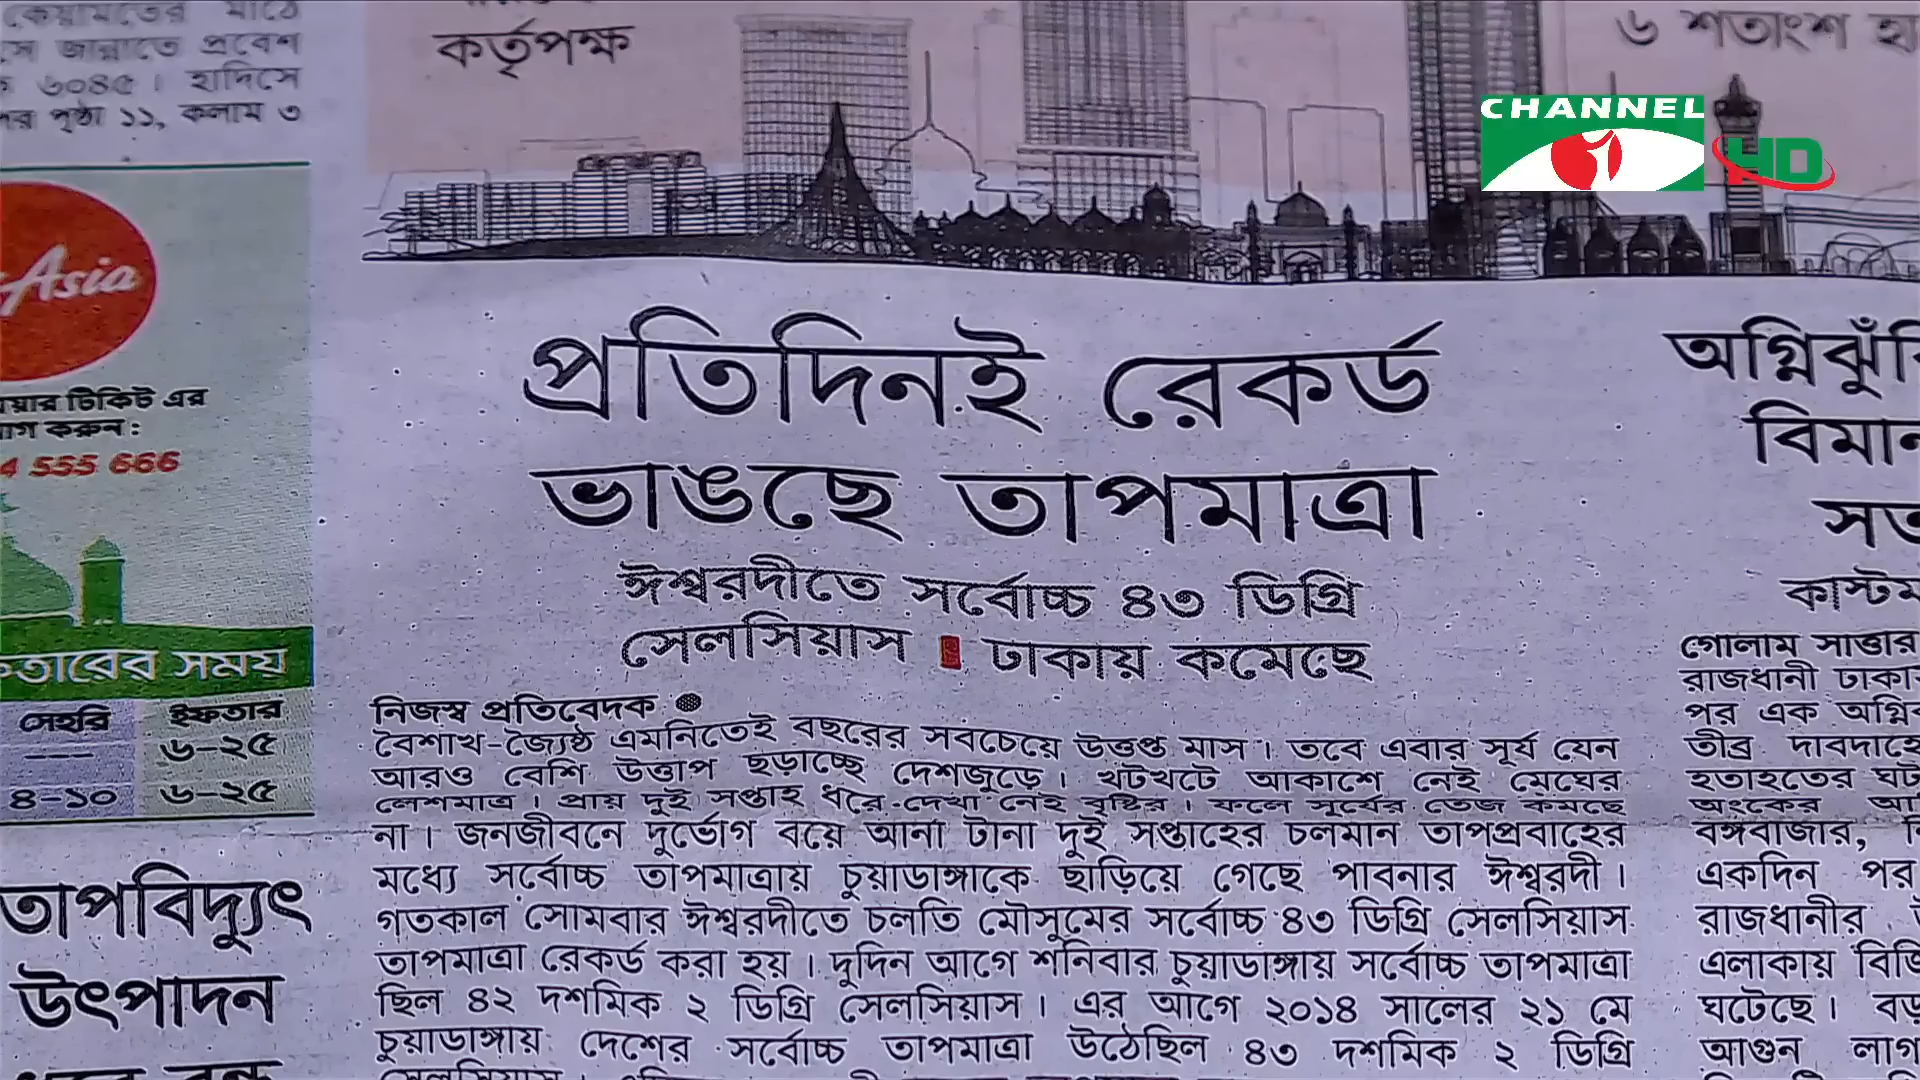 কেয়ামতের মাঠে
জান্নাতে প্রবেশ
৬০৪৫। হাদিসে
পৃষ্ঠা ১১, কলাম ৩
Asia
টিকিট এর
করুন:
4 555 666
সময়
সেহরি ইফতার
--- ৬-২৫
৪-১০ ৬-২৫
তাপবিদ্যুৎ
উৎপাদন
কর্তৃপক্ষ
৬ শতাংশ
CHANNEL
HD
প্রতিদিনই রেকর্ড
ভাঙছে তাপমাত্রা
ঈশ্বরদীতে সর্বোচ্চ ৪৩ ডিগ্রি
সেলসিয়াস ঢাকায় কমেছে
নিজস্ব প্রতিবেদক ●
বৈশাখ-জ্যৈষ্ঠ এমনিতেই বছরের সবচেয়ে উত্তপ্ত মাস। তবে এবার সূর্য যেন
আরও বেশি উত্তাপ ছড়াচ্ছে দেশজুড়ে। খটখটে আকাশে নেই মেঘের
লেশমাত্র। প্রায় দুই সপ্তাহ ধরে দেখা নেই বৃষ্টির। ফলে সূর্যের তেজ কমছে
না। জনজীবনে দুর্ভোগ বয়ে আনা টানা দুই সপ্তাহের চলমান তাপপ্রবাহের
মধ্যে সর্বোচ্চ তাপমাত্রায় চুয়াডাঙ্গাকে ছাড়িয়ে গেছে পাবনার ঈশ্বরদী।
গতকাল সোমবার ঈশ্বরদীতে চলতি মৌসুমের সর্বোচ্চ ৪৩ ডিগ্রি সেলসিয়াস
তাপমাত্রা রেকর্ড করা হয়। দুদিন আগে শনিবার চুয়াডাঙ্গায় সর্বোচ্চ তাপমাত্রা
ছিল ৪২ দশমিক ২ ডিগ্রি সেলসিয়াস। এর আগে ২০১৪ সালের ২১ মে
চুয়াডাঙ্গায় দেশের সর্বোচ্চ তাপমাত্রা উঠেছিল ৪৩ দশমিক ২ ডিগ্রি
বিমান
গোলাম সাত্তার
রাজধানী
পর এক
তীব্র দাবদাহে
হতাহতের
অংকের
বঙ্গবাজার,
একদিন পর
রাজধানীর
এলাকায়
ঘটেছে।
আগুন